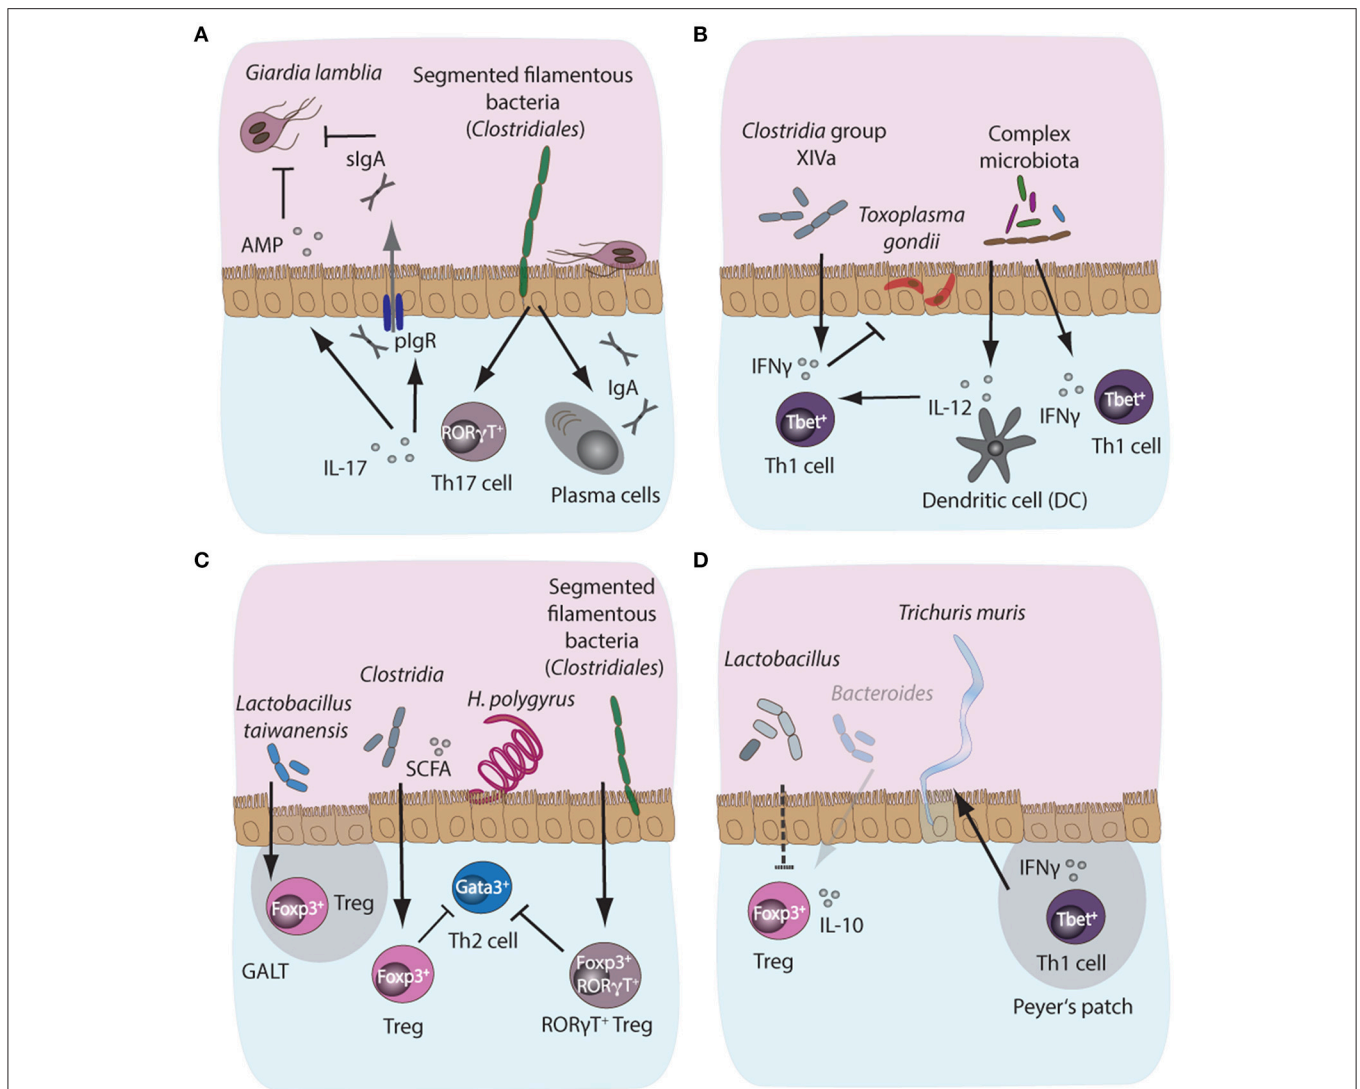 A
Giardia lamblia
Segmented filamentous
bacteria
(Clostridiales)
sIgA
AMP
pIgR
IgA
RORγT+
IL-17
Th17 cell
Plasma cells
B
Clostridia group
XIVa
Complex
microbiota
Toxoplasma
gondii
IFNγ
Tbet+
Th1 cell
IL-12
IFNγ
Tbet+
Th1 cell
Dendritic cell (DC)
C
Segmented
filamentous
bacteria
(Clostridiales)
Clostridia
Lactobacillus
taiwanensis
H. polygyrus
SCFA
Foxp3+
Treg
GALT
Gata3+
Th2 cell
Foxp3+
Treg
Foxp3+
RORγT+
RORγT+ Treg
D
Trichuris muris
Lactobacillus
Bacteroides
Foxp3+
IL-10
Treg
IFNγ
Tbet+
Th1 cell
Peyer‘s patch